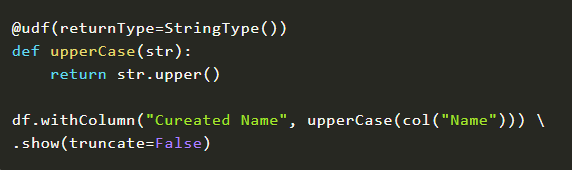 @udf(returnType=StringType())
def upperCase(str):
    return str.upper()

df.withColumn("Cureated Name", upperCase(col("Name"))) \
.show(truncate=False)